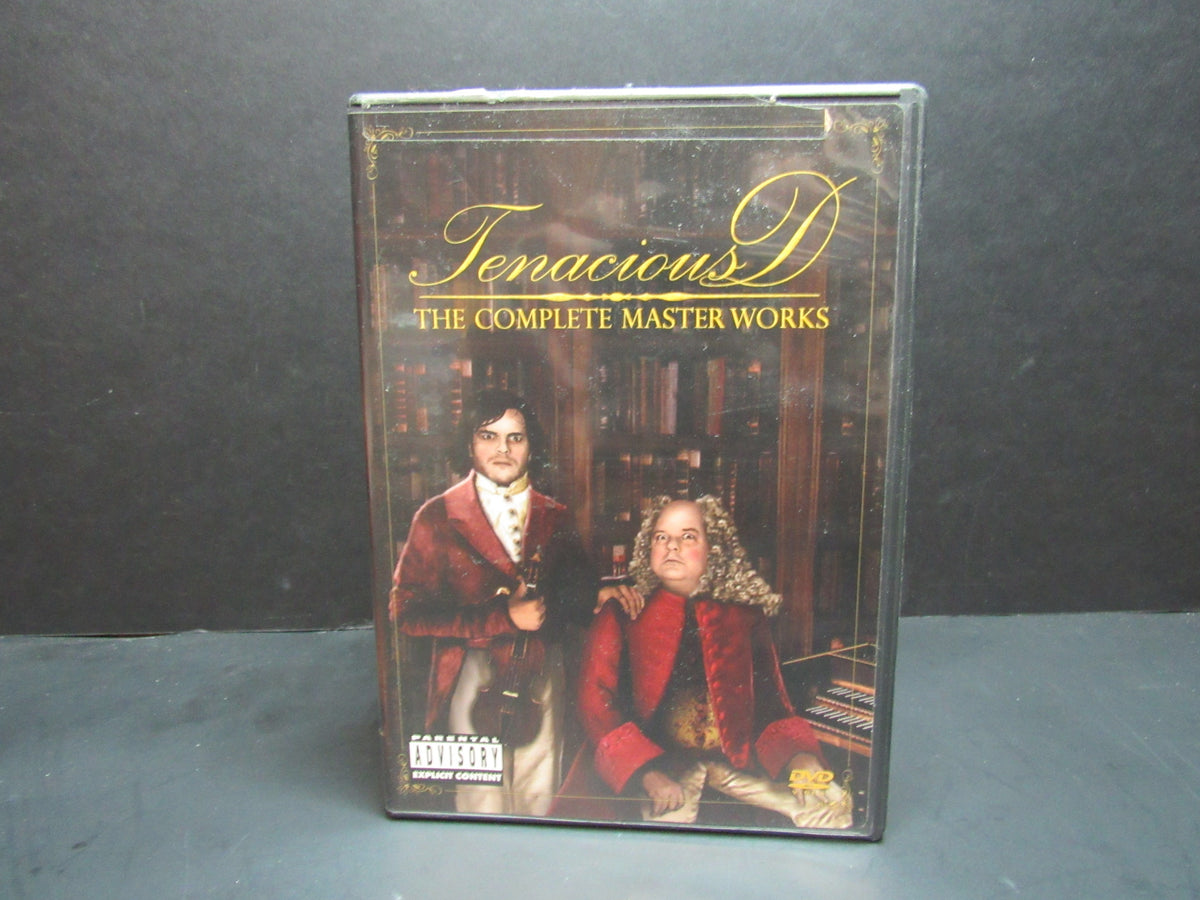 Tenacious D
THE COMPLETE MASTER WORKS
PARENTAL
ADVISORY
EXPLICIT CONTENT
DVD